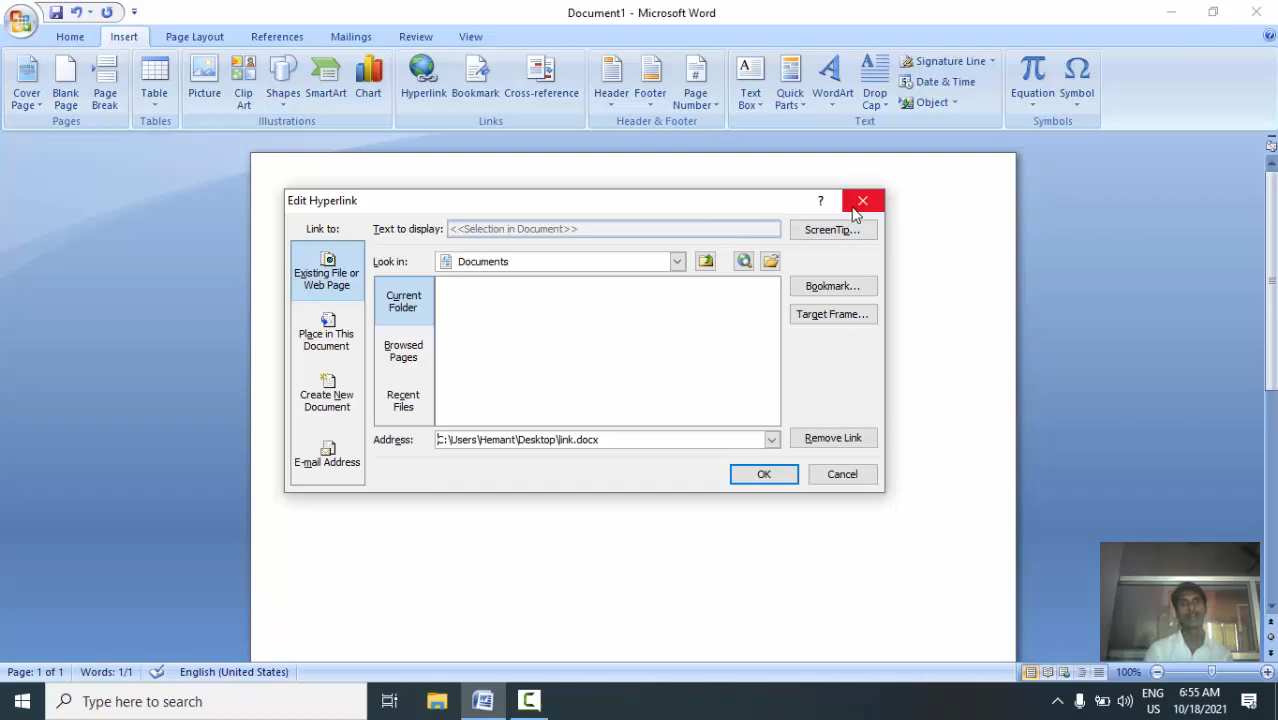 Document1 - Microsoft Word
Home Insert Page Layout References Mailings Review View
Cover Page Blank Page Page Break Table Picture Clip Art Shapes SmartArt Chart Hyperlink Bookmark Cross-reference Header Footer Page Number Text Box Quick Parts WordArt Drop Cap Signature Line Date & Time Object Equation Symbol
Pages Tables Illustrations Links Header & Footer Text Symbols
Edit Hyperlink ?
Link to: Text to display: <<Selection in Document>> ScreenTip...
Existing File or
Web Page
Place in This
Document
Create New
Document
E-mail Address
Look in: Documents
Current
Folder
Browsed
Pages
Recent
Files
Bookmark...
Target Frame...
Address: C:\Users\Hemant\Desktop\link.docx Remove Link
OK Cancel
Page: 1 of 1 Words: 1/1 English (United States) 100%
Type here to search
ENG
US
6:55 AM
10/18/2021